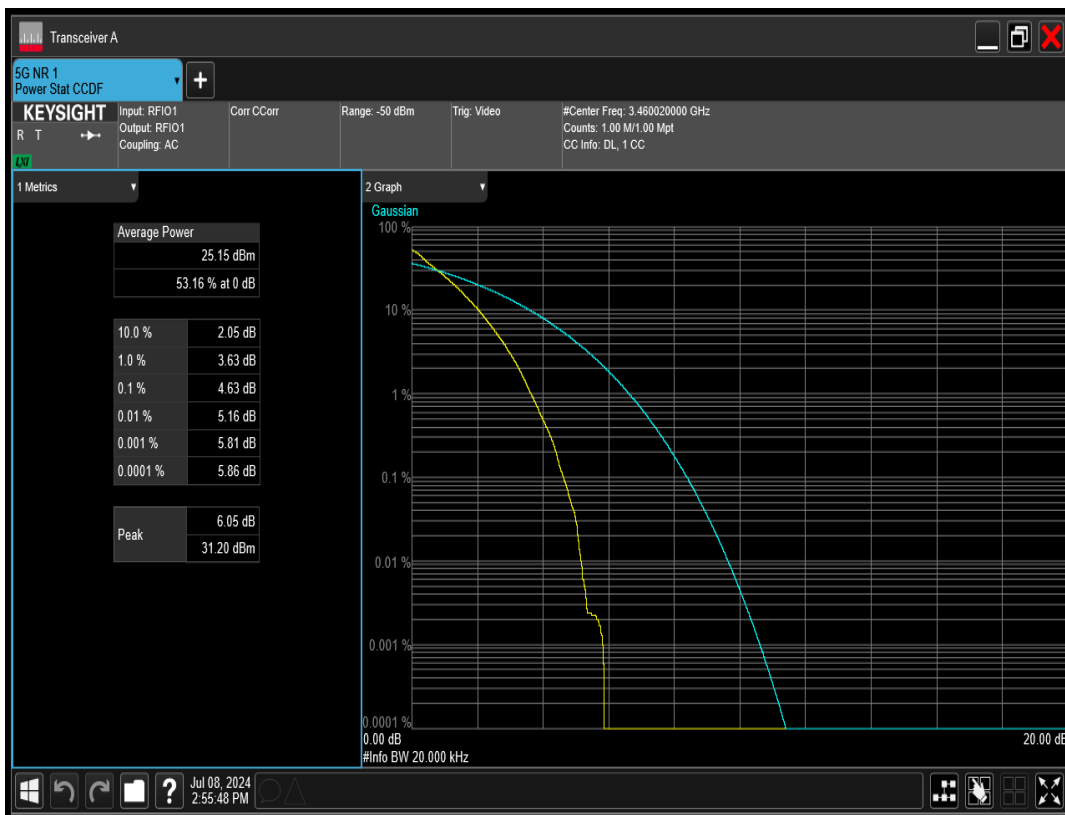 Transceiver A
5G NR 1
Power Stat CCDF
+
KEYSIGHT
R T
LXI
Input: RFIO1
Output: RFIO1
Coupling: AC
Corr CCorr
Range: -50 dBm
Trig: Video
#Center Freq: 3.460020000 GHz
Counts: 1.00 M/1.00 Mpt
CC Info: DL, 1 CC
1 Metrics
Average Power
25.15 dBm
53.16 % at 0 dB
10.0 % 2.05 dB
1.0 % 3.63 dB
0.1 % 4.63 dB
0.01 % 5.16 dB
0.001 % 5.81 dB
0.0001 % 5.86 dB
Peak 6.05 dB
31.20 dBm
2 Graph
Gaussian
100 %
10 %
1 %
0.1 %
0.01 %
0.001 %
0.0001 %
0.00 dB 20.00 dB
#Info BW 20.000 kHz
?
Jul 08, 2024
2:55:48 PM